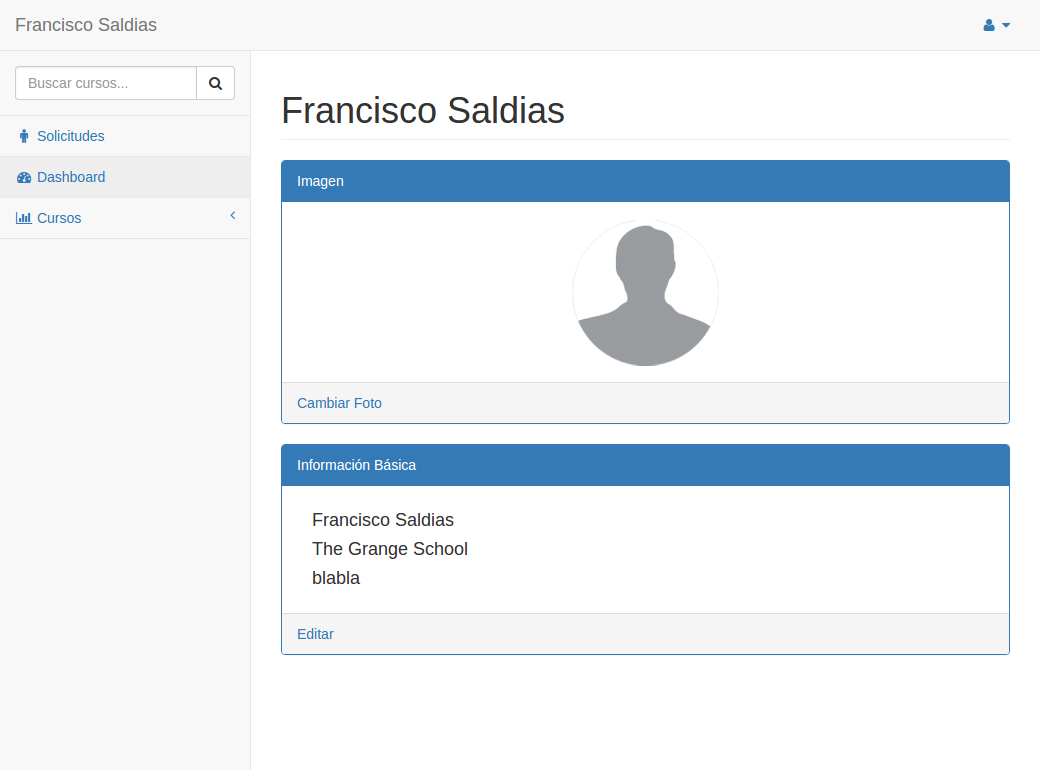 Francisco Saldias
Buscar cursos...
Solicitudes
Dashboard
Cursos
Francisco Saldias
Imagen
Cambiar Foto
Información Básica
Francisco Saldias
The Grange School
blabla
Editar